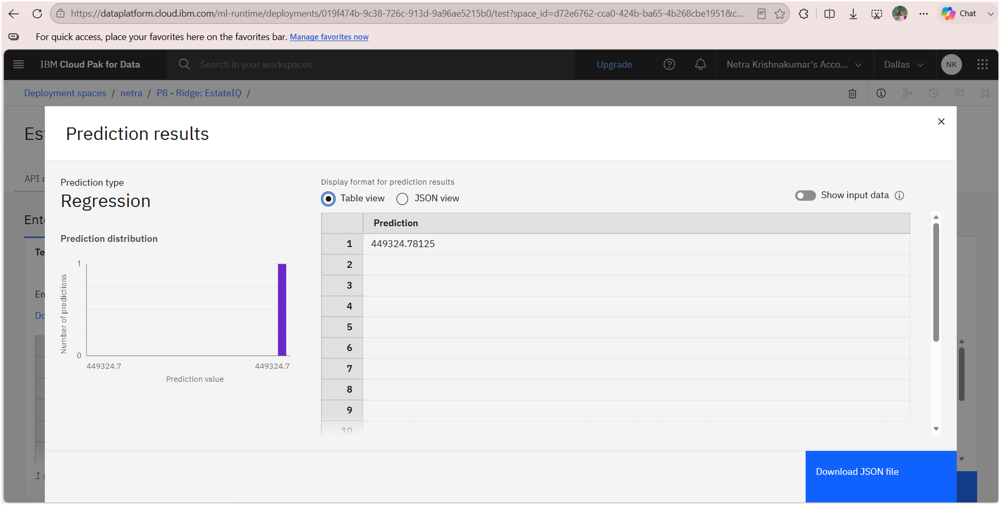 https://dataplatform.cloud.ibm.com/ml-runtime/deployments/019f474b-9c38-726c-913d-9a96ae5215b0/test?space_id=d72e6762-cca0-424b-ba65-4b268cbe1951&c...
Chat
For quick access, place your favorites here on the favorites bar. Manage favorites now
IBM Cloud Pak for Data
Search in your workspaces
Upgrade
Netra Krishnakumar's Acco...
Dallas
NK
Deployment spaces / netra / P8 - Ridge: EstateIQ /
Es
Prediction results
API r
Prediction type
Regression
Display format for prediction results
Table view
JSON view
Show input data
Ente
Prediction distribution
Te
En
Do
1
0
Number of predictions
449324.7
449324.7
Prediction value
Prediction
1 449324.78125
2
3
4
5
6
7
8
9
10
1
Download JSON file